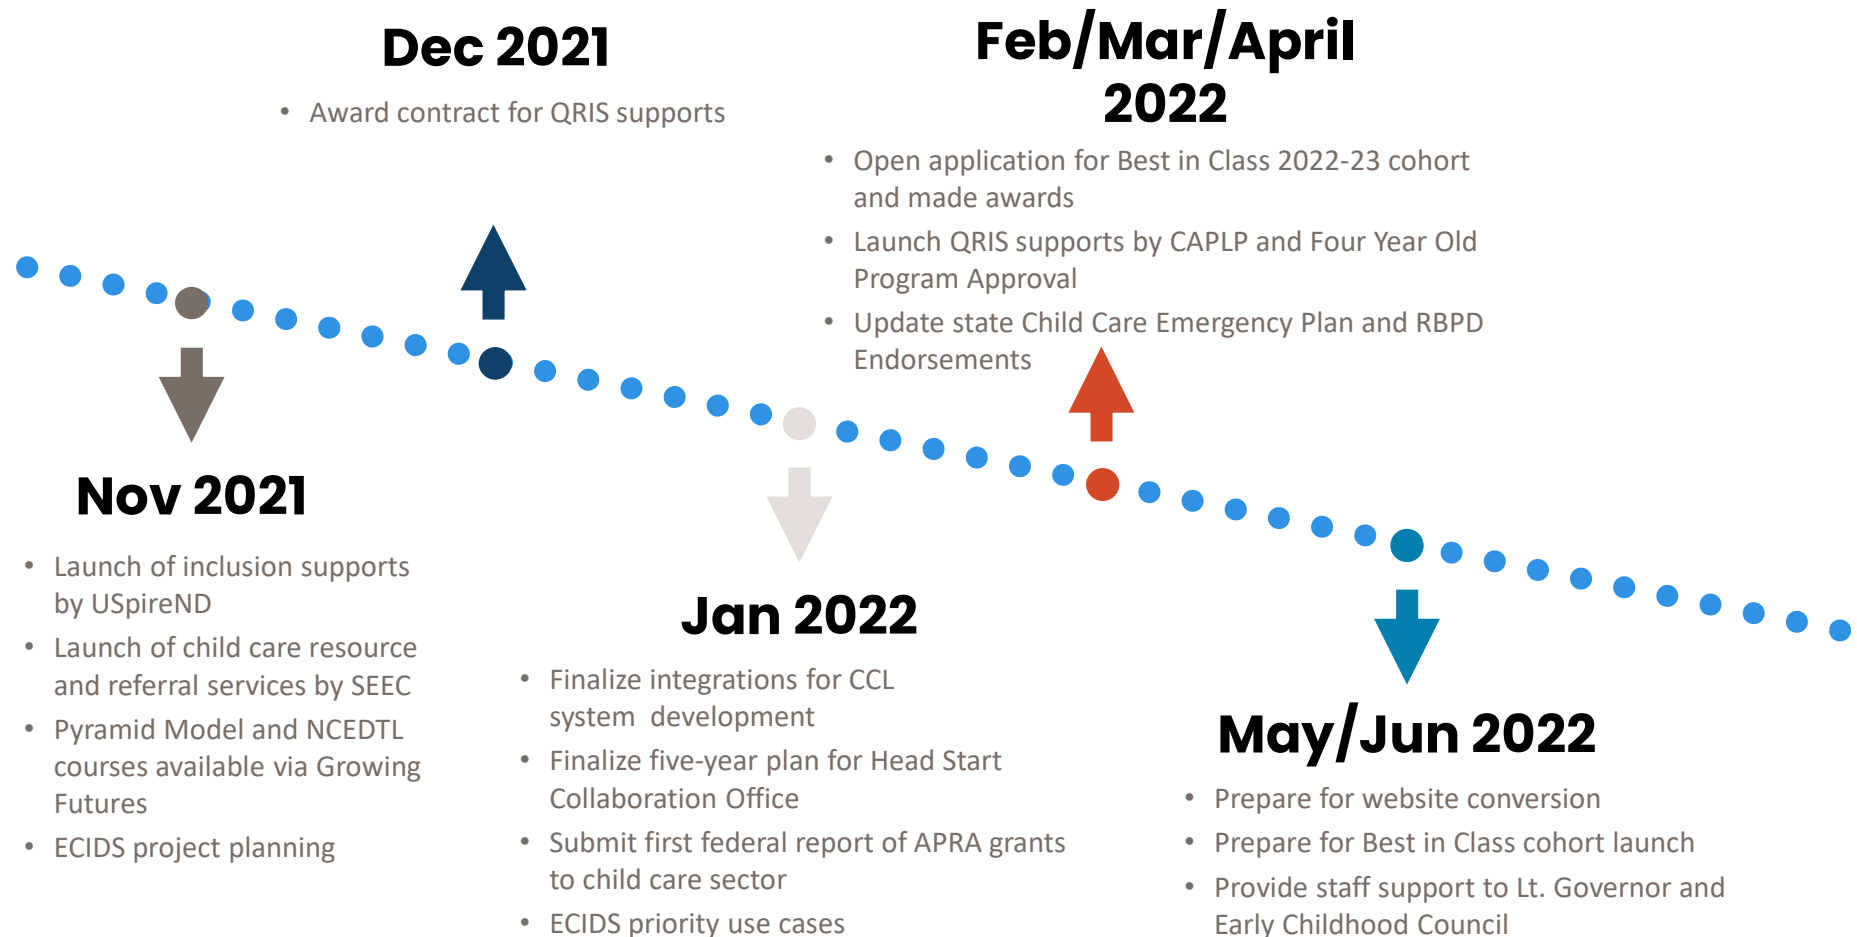 Dec 2021
• Award contract for QRIS supports
Feb/Mar/April
2022
• Open application for Best in Class 2022-23 cohort
and made awards
• Launch QRIS supports by CAPLP and Four Year Old
Program Approval
• Update state Child Care Emergency Plan and RBPD
Endorsements
Nov 2021
• Launch of inclusion supports
by USpireND
• Launch of child care resource
and referral services by SEEC
• Pyramid Model and NCEDTL
courses available via Growing
Futures
• ECIDS project planning
Jan 2022
• Finalize integrations for CCL
system  development
• Finalize five-year plan for Head Start
Collaboration Office
• Submit first federal report of APRA grants
to child care sector
• ECIDS priority use cases
May/Jun 2022
• Prepare for website conversion
• Prepare for Best in Class cohort launch
• Provide staff support to Lt. Governor and
Early Childhood Council